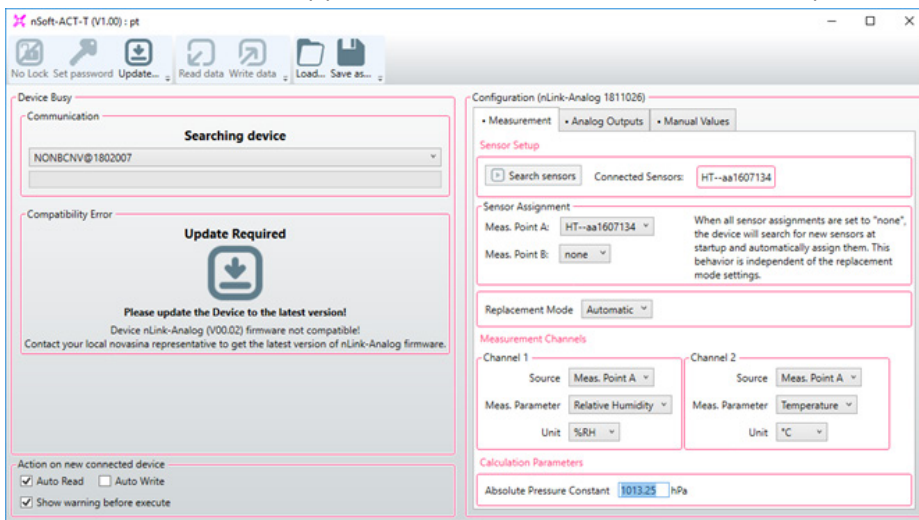 nSoft-ACT-T (V1.00) : pt
No Lock Set password Update... Read data Write data Load... Save as...
Device Busy
Communication
Searching device
NONBCNV@1802007
Compatibility Error
Update Required
Please update the Device to the latest version!
Device nLink-Analog (V00.02) firmware not compatible!
Contact your local novasina representative to get the latest version of nLink-Analog firmware.
Action on new connected device
Auto Read Auto Write
Show warning before execute
Configuration (nLink-Analog 1811026)
• Measurement • Analog Outputs • Manual Values
Sensor Setup
Search sensors Connected Sensors: HT--aa1607134
Sensor Assignment
Meas. Point A: HT--aa1607134
Meas. Point B: none
When all sensor assignments are set to "none",
the device will search for new sensors at
startup and automatically assign them. This
behavior is independent of the replacement
mode settings.
Replacement Mode Automatic
Measurement Channels
Channel 1
Source Meas. Point A
Meas. Parameter Relative Humidity
Unit %RH
Channel 2
Source Meas. Point A
Meas. Parameter Temperature
Unit °C
Calculation Parameters
Absolute Pressure Constant 1013.25 hPa